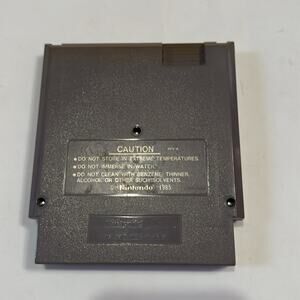 CAUTION
•DO NOT STORE IN EXTREME TEMPERATURES.
•DO NOT IMMERSE IN WATER.
•DO NOT CLEAN WITH BENZENE, THINNER,
ALCOHOL OR OTHER SUCH SOLVENTS.
© Nintendo 1985